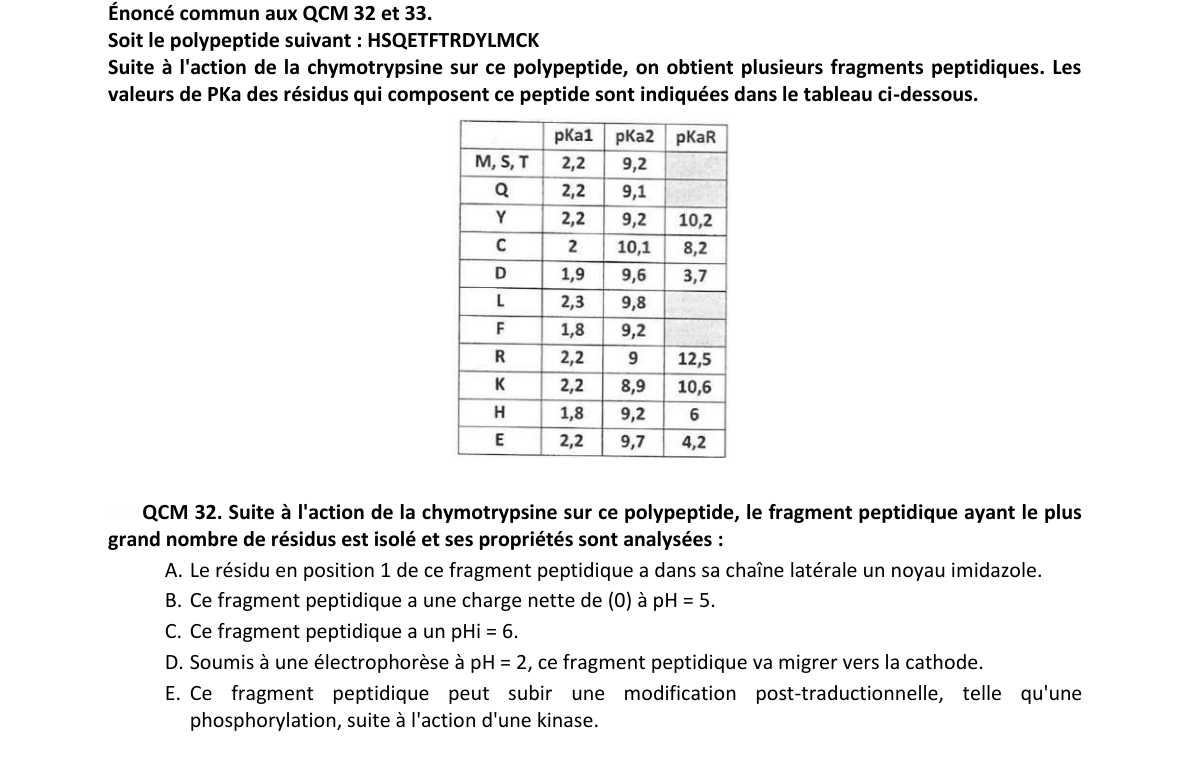 Énoncé commun aux QCM 32 et 33.
Soit le polypeptide suivant : HSQETFTRDYLMCK
Suite à l'action de la chymotrypsine sur ce polypeptide, on obtient plusieurs fragments peptidiques. Les
valeurs de PKa des résidus qui composent ce peptide sont indiquées dans le tableau ci-dessous.
pKa1 pKa2 pKaR
M, S, T 2,2 9,2
Q 2,2 9,1
Y 2,2 9,2 10,2
C 2 10,1 8,2
D 1,9 9,6 3,7
L 2,3 9,8
F 1,8 9,2
R 2,2 9 12,5
K 2,2 8,9 10,6
H 1,8 9,2 6
E 2,2 9,7 4,2
QCM 32. Suite à l'action de la chymotrypsine sur ce polypeptide, le fragment peptidique ayant le plus
grand nombre de résidus est isolé et ses propriétés sont analysées :
A. Le résidu en position 1 de ce fragment peptidique a dans sa chaîne latérale un noyau imidazole.
B. Ce fragment peptidique a une charge nette de (0) à pH = 5.
C. Ce fragment peptidique a un pHi = 6.
D. Soumis à une électrophorèse à pH = 2, ce fragment peptidique va migrer vers la cathode.
E. Ce fragment peptidique peut subir une modification post-traductionnelle, telle qu'une
phosphorylation, suite à l'action d'une kinase.